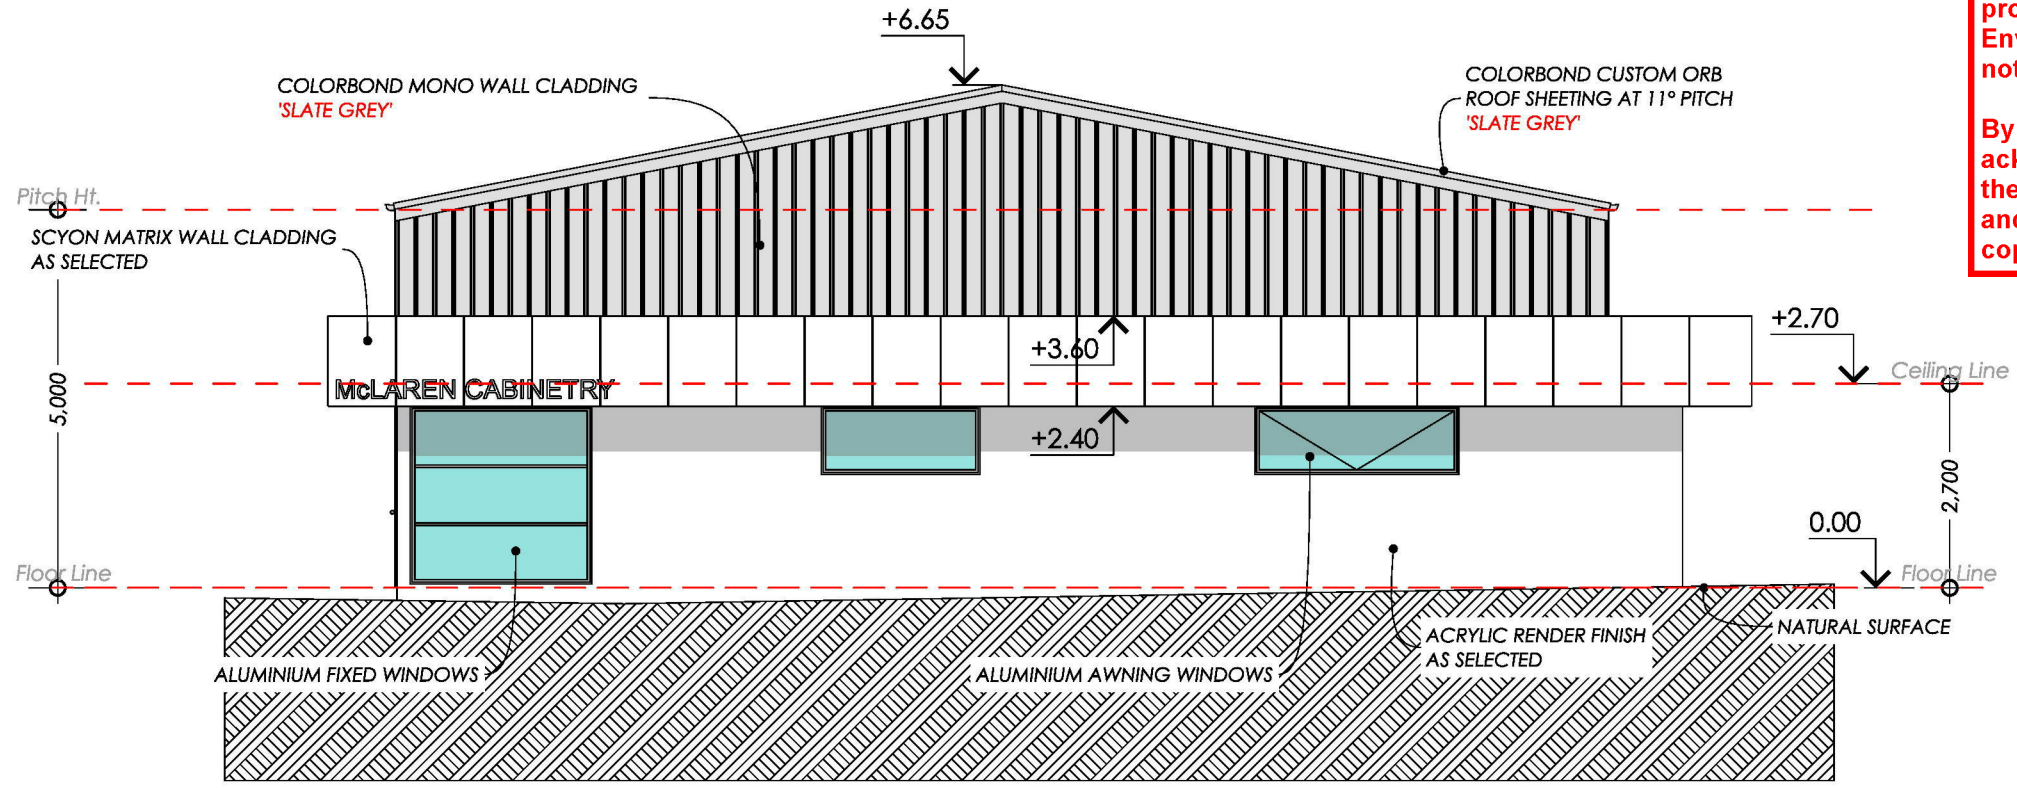 +6.65
COLORBOND MONO WALL CLADDING
'SLATE GREY'
COLORBOND CUSTOM ORB
ROOF SHEETING AT 11° PITCH
'SLATE GREY'
By
Pitch Ht.
SCYON MATRIX WALL CLADDING
AS SELECTED
+2.70
+3.60
Ceiling Line
McLAREN CABINETRY
5,000
+2.40
2,700
0.00
Floor Line
Floor Line
ACRYLIC RENDER FINISH
AS SELECTED
NATURAL SURFACE
ALUMINIUM FIXED WINDOWS
ALUMINIUM AWNING WINDOWS